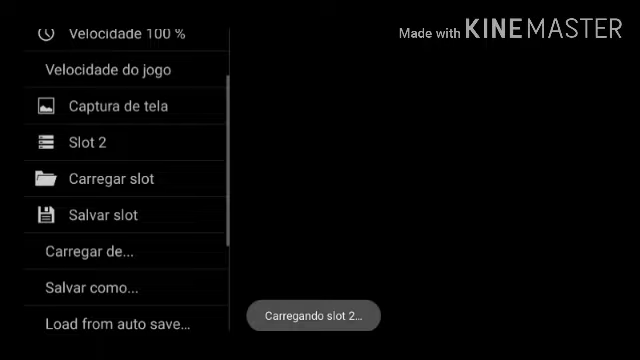 Velocidade 100 %
Made with KINEMASTER
Velocidade do jogo
Captura de tela
Slot 2
Carregar slot
Salvar slot
Carregar de...
Salvar como...
Carregando slot 2...
Load from auto save...